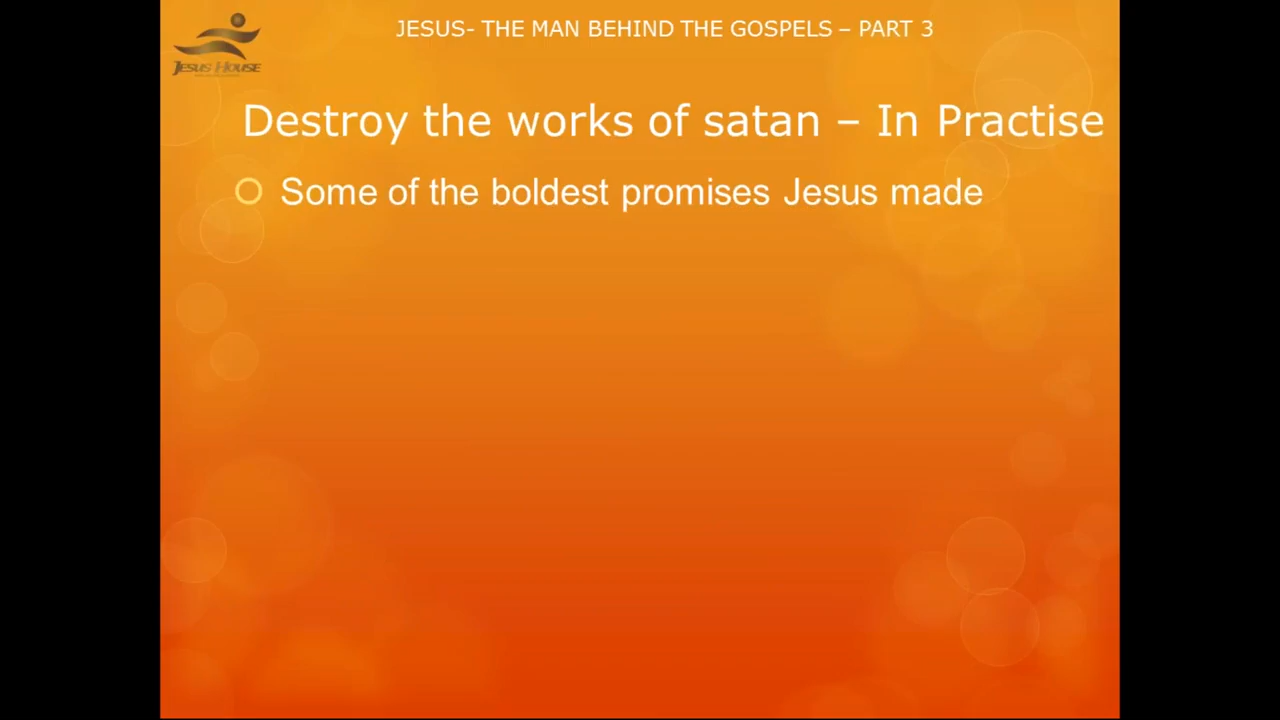 JESUS- THE MAN BEHIND THE GOSPELS – PART 3
JESUS HOUSE
Destroy the works of satan – In Practise
Some of the boldest promises Jesus made